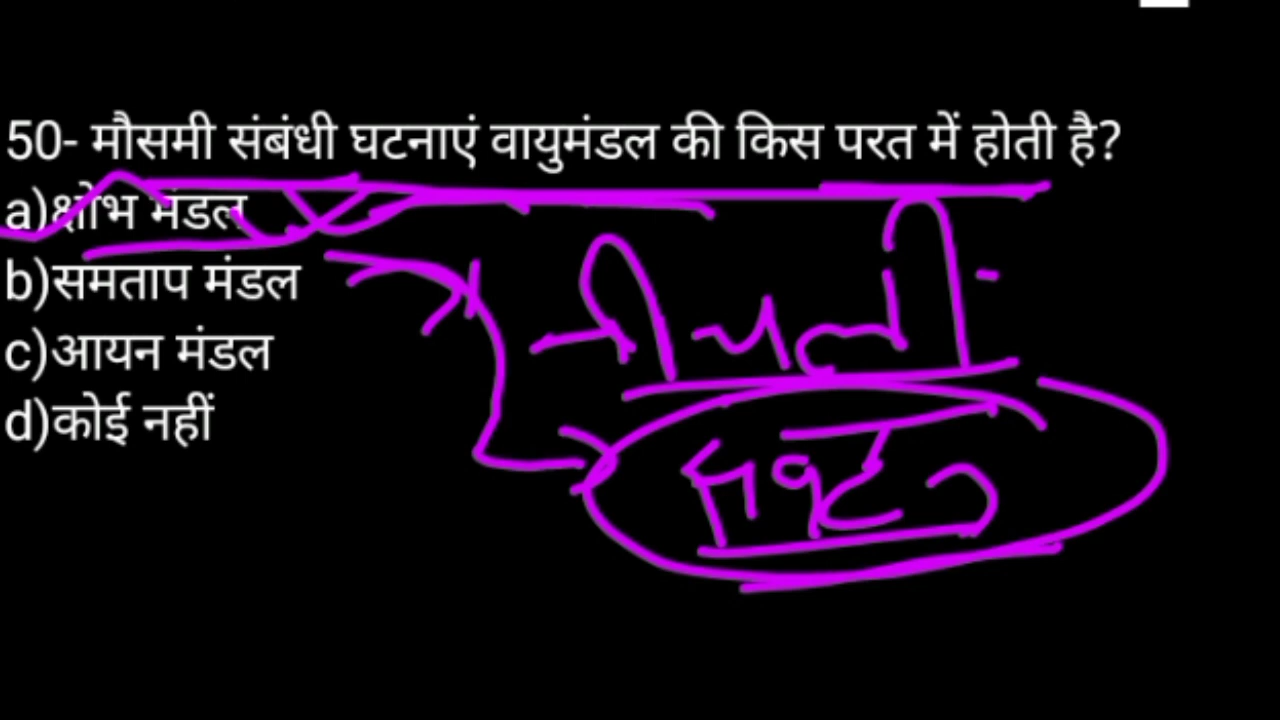 50- मौसमी संबंधी घटनाएं वायुमंडल की किस परत में होती है?
a)क्षोभ मंडल
b)समताप मंडल
c)आयन मंडल
d)कोई नहीं